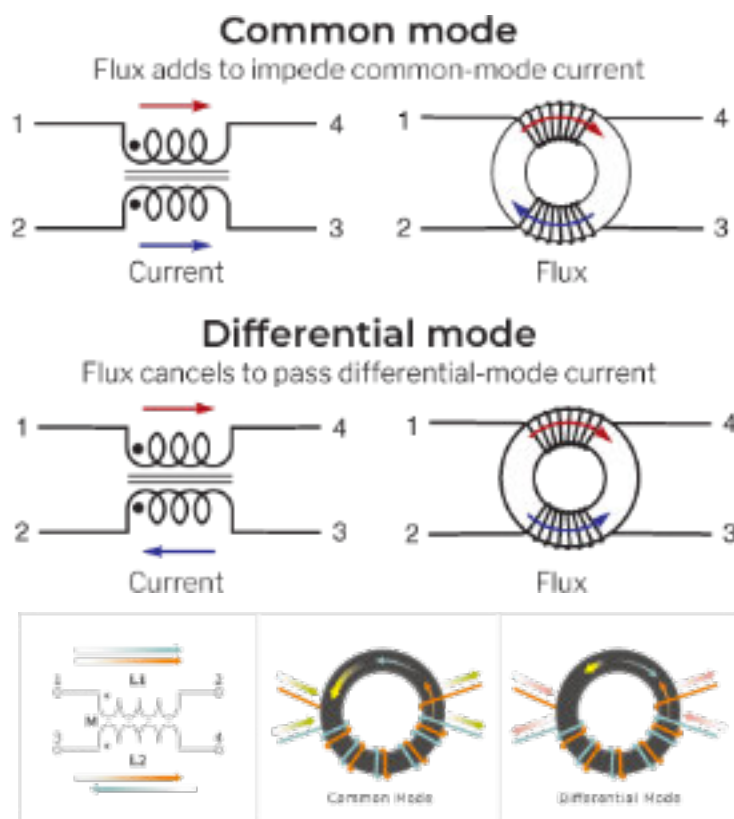 Common mode
Flux adds to impede common-mode current
1 4 1 4
2 3 2 3
Current Flux
Differential mode
Flux cancels to pass differential-mode current
1 4 1 4
2 3 2 3
Current Flux
L1
M
L2
3 4
Common Mode Differential Mode